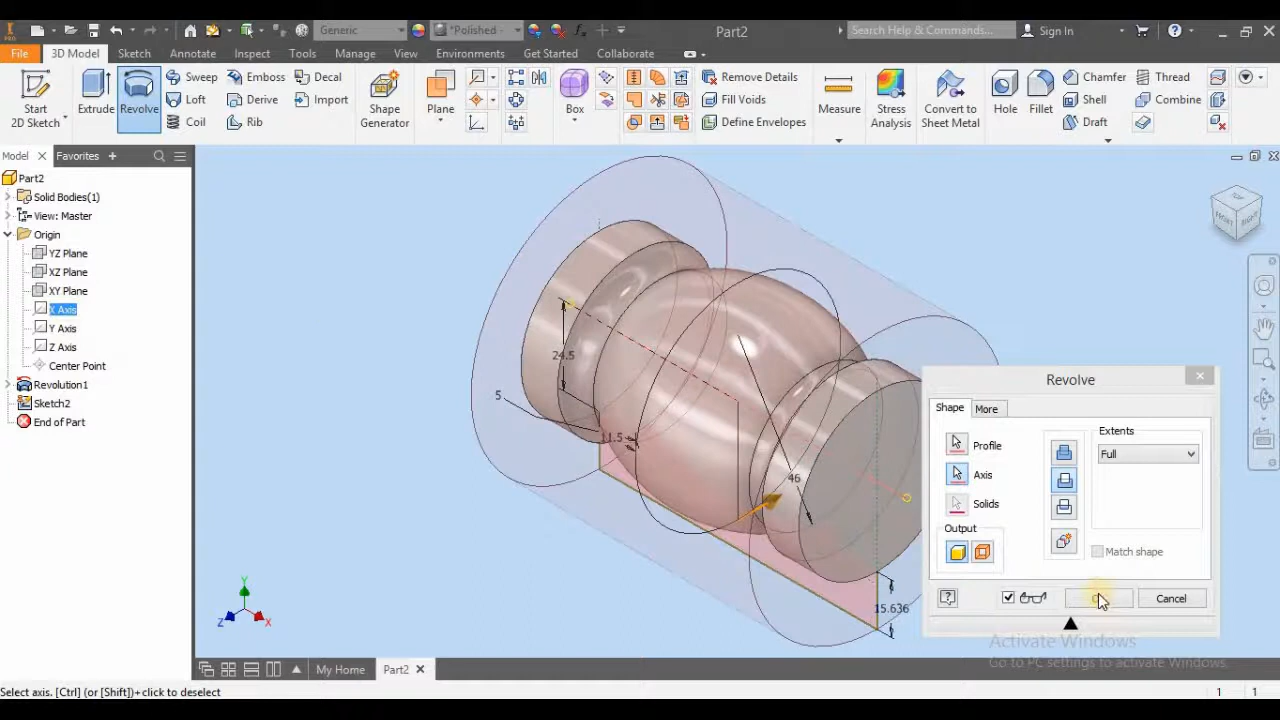 PRO
Generic
*Polished
Part2
Search Help & Commands...
Sign In
File
3D Model
Sketch
Annotate
Inspect
Tools
Manage
View
Environments
Get Started
Collaborate
Start
2D Sketch
Extrude
Revolve
Sweep
Loft
Coil
Emboss
Derive
Rib
Decal
Import
Shape
Generator
Plane
Box
Remove Details
Fill Voids
Define Envelopes
Measure
Stress
Analysis
Convert to
Sheet Metal
Hole
Fillet
Chamfer
Shell
Draft
Thread
Combine
Model
Favorites
Part2
Solid Bodies(1)
View: Master
Origin
YZ Plane
XZ Plane
XY Plane
X Axis
Y Axis
Z Axis
Center Point
Revolution1
Sketch2
End of Part
24.5
5
11.5
46
15.636
FRONT
RIGHT
Y
Z
X
Revolve
Shape
More
Profile
Axis
Solids
Output
Extents
Full
Match shape
Cancel
Activate Windows
Go to PC settings to activate Windows.
My Home
Part2
Select axis. [Ctrl] (or [Shift])+click to deselect
1
1